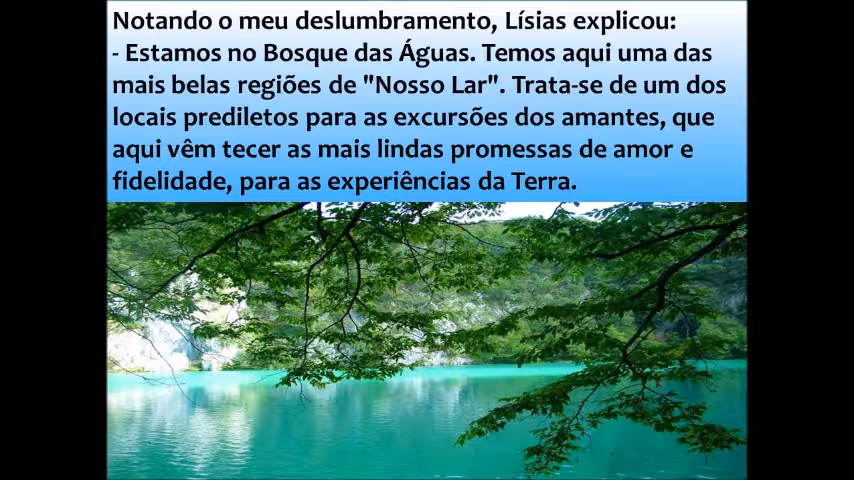 Notando o meu deslumbramento, Lísias explicou:
- Estamos no Bosque das Águas. Temos aqui uma das
mais belas regiões de "Nosso Lar". Trata-se de um dos
locais prediletos para as excursões dos amantes, que
aqui vêm tecer as mais lindas promessas de amor e
fidelidade, para as experiências da Terra.